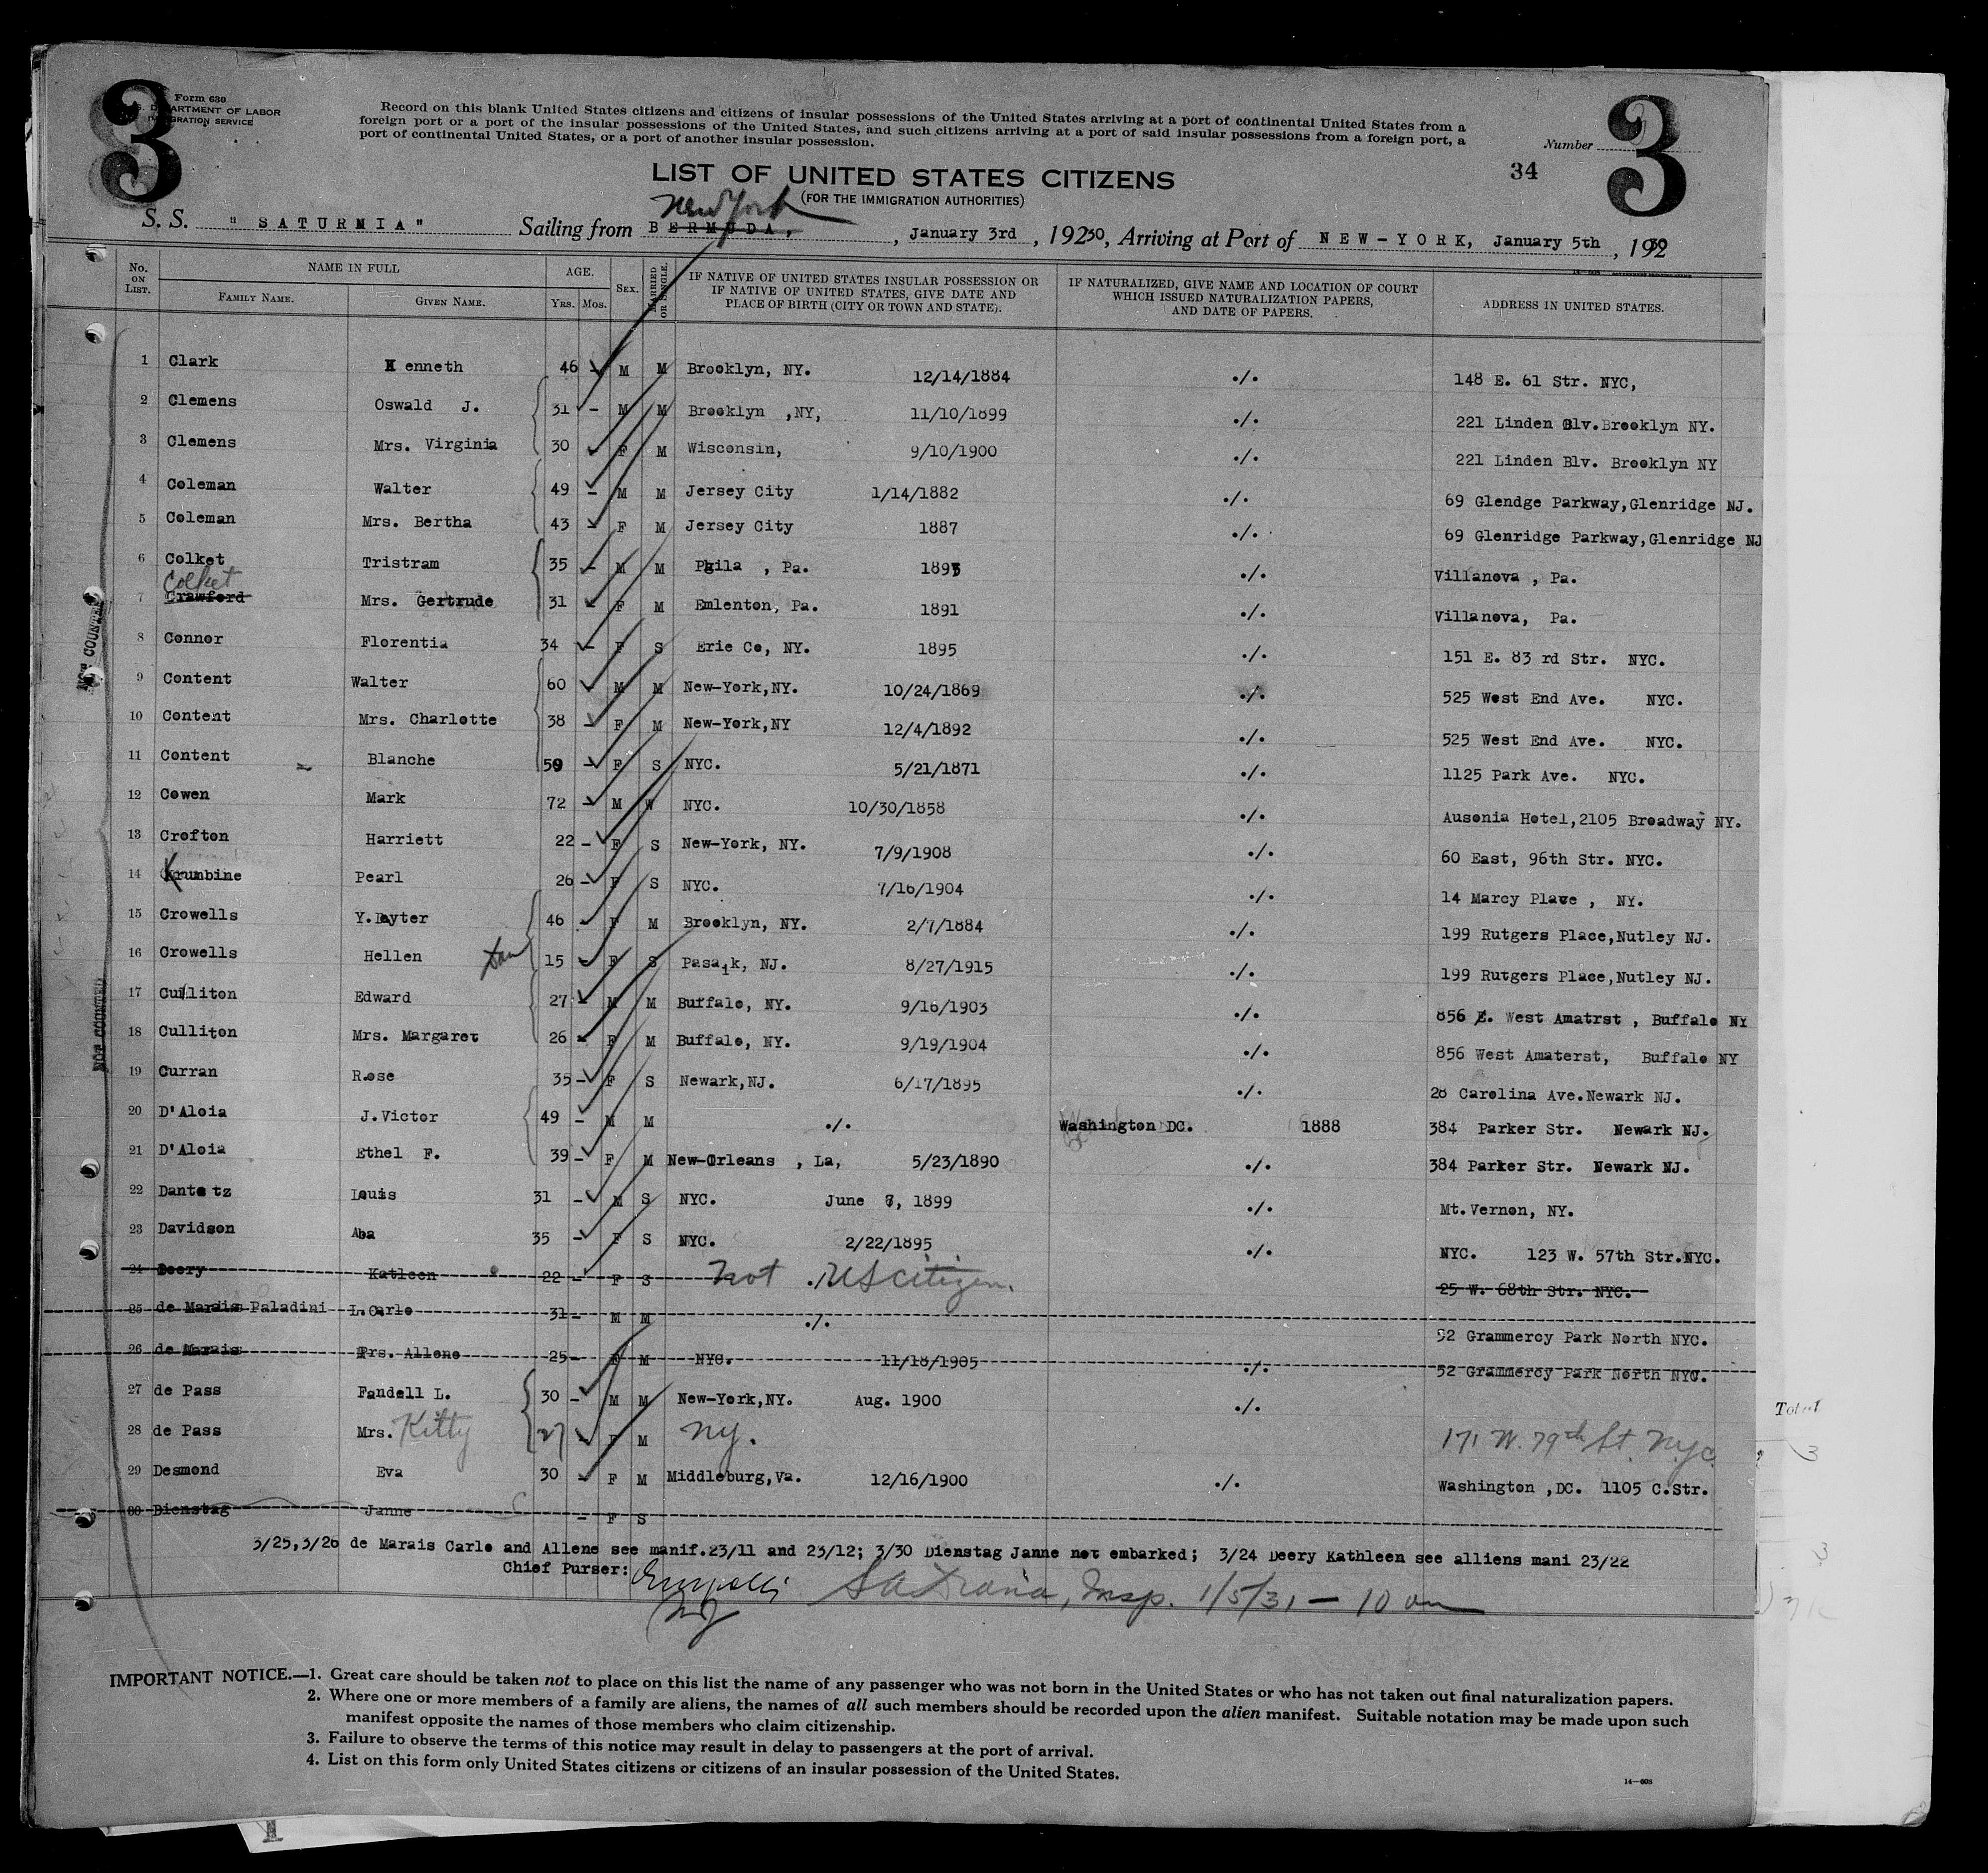 3
3
Form 630
U. S. DEPARTMENT OF LABOR
IMMIGRATION SERVICE
Record on this blank United States citizens and citizens of insular possessions of the United States arriving at a port of continental United States from a
foreign port or a port of the insular possessions of the United States, and such citizens arriving at a port of said insular possessions from a foreign port, a
port of continental United States, or a port of another insular possession.
Number
34
LIST OF UNITED STATES CITIZENS
(FOR THE IMMIGRATION AUTHORITIES)
New York
S. S. "SATURNIA" Sailing from BERMUDA, , January 3rd , 19230, Arriving at Port of NEW-YORK, January 5th , 1930
No. ON LIST. NAME IN FULL FAMILY NAME. GIVEN NAME. AGE. Yrs. Mos. SEX. MARRIED OR SINGLE. IF NATIVE OF UNITED STATES INSULAR POSSESSION OR IF NATIVE OF UNITED STATES, GIVE DATE AND PLACE OF BIRTH (CITY OR TOWN AND STATE). IF NATURALIZED, GIVE NAME AND LOCATION OF COURT WHICH ISSUED NATURALIZATION PAPERS, AND DATE OF PAPERS. ADDRESS IN UNITED STATES.
1 Clark Kenneth 46 M M Brooklyn, NY. 12/14/1884 ./. 148 E. 61 Str. NYC,
2 Clemens Oswald J. 31 - M M Brooklyn ,NY, 11/10/1899 ./. 221 Linden Blv.Brooklyn NY.
3 Clemens Mrs. Virginia 30 - F M Wisconsin, 9/10/1900 ./. 221 Linden Blv. Brooklyn NY
4 Coleman Walter 49 - M M Jersey City 1/14/1882 ./. 69 Glendge Parkway,Glenridge NJ.
5 Coleman Mrs. Bertha 43 - F M Jersey City 1887 ./. 69 Glenridge Parkway,Glenridge NJ
6 Colket Tristram 35 - M M Phila , Pa. 1895 ./. Villanova , Pa.
Colket
7 Crawford Mrs. Gertrude 31 - F M Emlenton, Pa. 1891 ./. Villanova, Pa.
8 Connor Florentia 34 - F S Erie Co, NY. 1895 ./. 151 E. 83 rd Str. NYC.
9 Content Walter 60 - M M New-York,NY. 10/24/1869 ./. 525 West End Ave. NYC.
10 Content Mrs. Charlotte 38 - F M New-York,NY 12/4/1892 ./. 525 West End Ave. NYC.
11 Content Blanche 59 - F S NYC. 5/21/1871 ./. 1125 Park Ave. NYC.
12 Cowen Mark 72 - M W NYC. 10/30/1858 ./. Ausonia Hotel,2105 Broadway NY.
13 Crofton Harriett 22 - F S New-York, NY. 7/9/1908 ./. 60 East, 96th Str. NYC.
14 Krumbine Pearl 26 - F S NYC. 7/16/1904 ./. 14 Marcy Plave , NY.
15 Crowells Y.Dayter 46 - F M Brooklyn, NY. 2/7/1884 ./. 199 Rutgers Place,Nutley NJ.
16 Crowells Hellen dau 15 - F S Pasaik, NJ. 8/27/1915 ./. 199 Rutgers Place,Nutley NJ.
17 Culliton Edward 27 - M M Buffalo, NY. 9/16/1903 ./. 856 E. West Amatrst , Buffalo NY
18 Culliton Mrs. Margaret 26 - F M Buffalo, NY. 9/19/1904 ./. 856 West Amaterst, Buffalo NY
19 Curran Rose 35 - F S Newark,NJ. 6/17/1895 ./. 28 Carolina Ave.Newark NJ.
20 D'Aloia J.Victor 49 - M M ./. Washington DC. 1888 384 Parker Str. Newark NJ.
21 D'Aloia Ethel F. 39 - F M New-Orleans , La, 5/23/1890 ./. 384 Parker Str. Newark NJ.
22 Dantotz Louis 31 - M S NYC. June , 1899 ./. Mt.Vernon, NY.
23 Davidson Aba 35 - F S NYC. 2/22/1895 ./. NYC. 123 W. 57th Str.NYC.
24 Deery Katleen 22 - F S Not US citizen. 25 W. 68th Str. NYC.
25 de Marais Paladini L.Carlo 31 - M M ./. 52 Grammercy Park North NYC.
26 de Marais Mrs. Allene 25 - F M NYC. 11/18/1905 ./. 52 Grammercy Park North NYC.
27 de Pass Fandell L. 30 - M M New-York,NY. Aug. 1900 ./.
28 de Pass Mrs. Kitty 27 - F M NY. 171 W. 79th St. NYC.
29 Desmond Eva 30 - F M Middleburg,Va. 12/16/1900 ./. Washington ,DC. 1105 C.Str.
30 Dienstag Janne - F S
3/25,3/26 de Marais Carlo and Allene see manif.23/11 and 23/12; 3/30 Dienstag Janne not embarked; 3/24 Deery Kathleen see alliens mani 23/22
Chief Purser: Insp. 1/5/31 — 10 am
NOT COUNTED
NOT COUNTED
IMPORTANT NOTICE.—1. Great care should be taken not to place on this list the name of any passenger who was not born in the United States or who has not taken out final naturalization papers.
2. Where one or more members of a family are aliens, the names of all such members should be recorded upon the alien manifest. Suitable notation may be made upon such
manifest opposite the names of those members who claim citizenship.
3. Failure to observe the terms of this notice may result in delay to passengers at the port of arrival.
4. List on this form only United States citizens or citizens of an insular possession of the United States.
14—608
Total
3
3